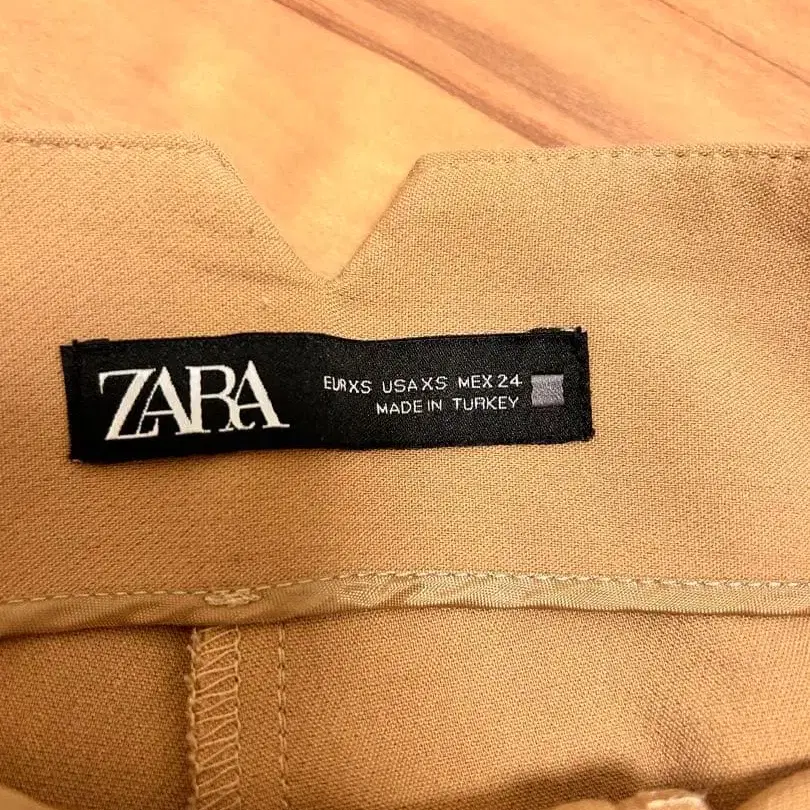 ZARA
EUR XS USA XS MEX 24
MADE IN TURKEY